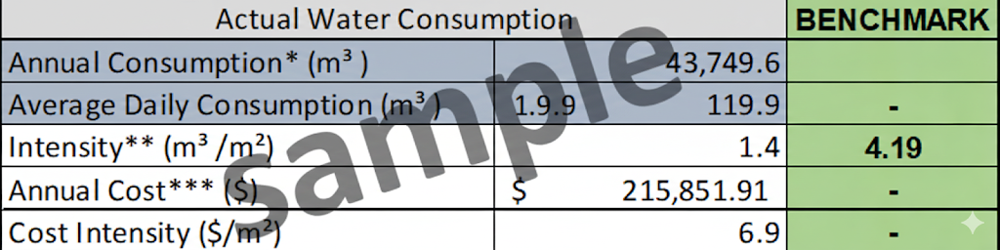 Actual Water Consumption BENCHMARK
Annual Consumption* (m³ ) 43,749.6
Average Daily Consumption (m³ ) 1.9.9 119.9 -
Intensity** (m³ /m²) 1.4 4.19
Annual Cost*** ($) $ 215,851.91 -
Cost Intensity ($/m²) 6.9 -
sample